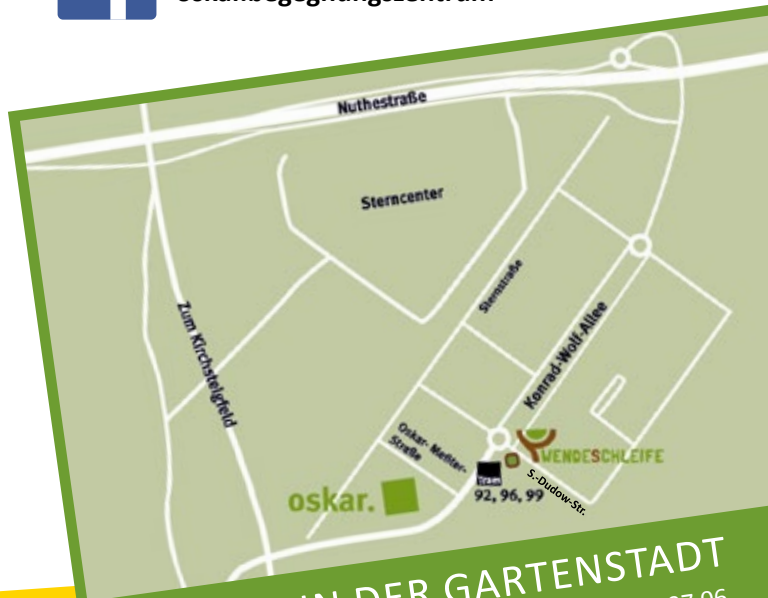 Nuthestraße
Sterncenter
Sternstraße
Zum Kirchsteigfeld
Konrad-Wolf-Allee
Oskar-Meßter-
Straße
WENDESCHLEIFE
Tram
92, 96, 99
S.-Dudow-Str.
oskar.
IN DER GARTENSTADT